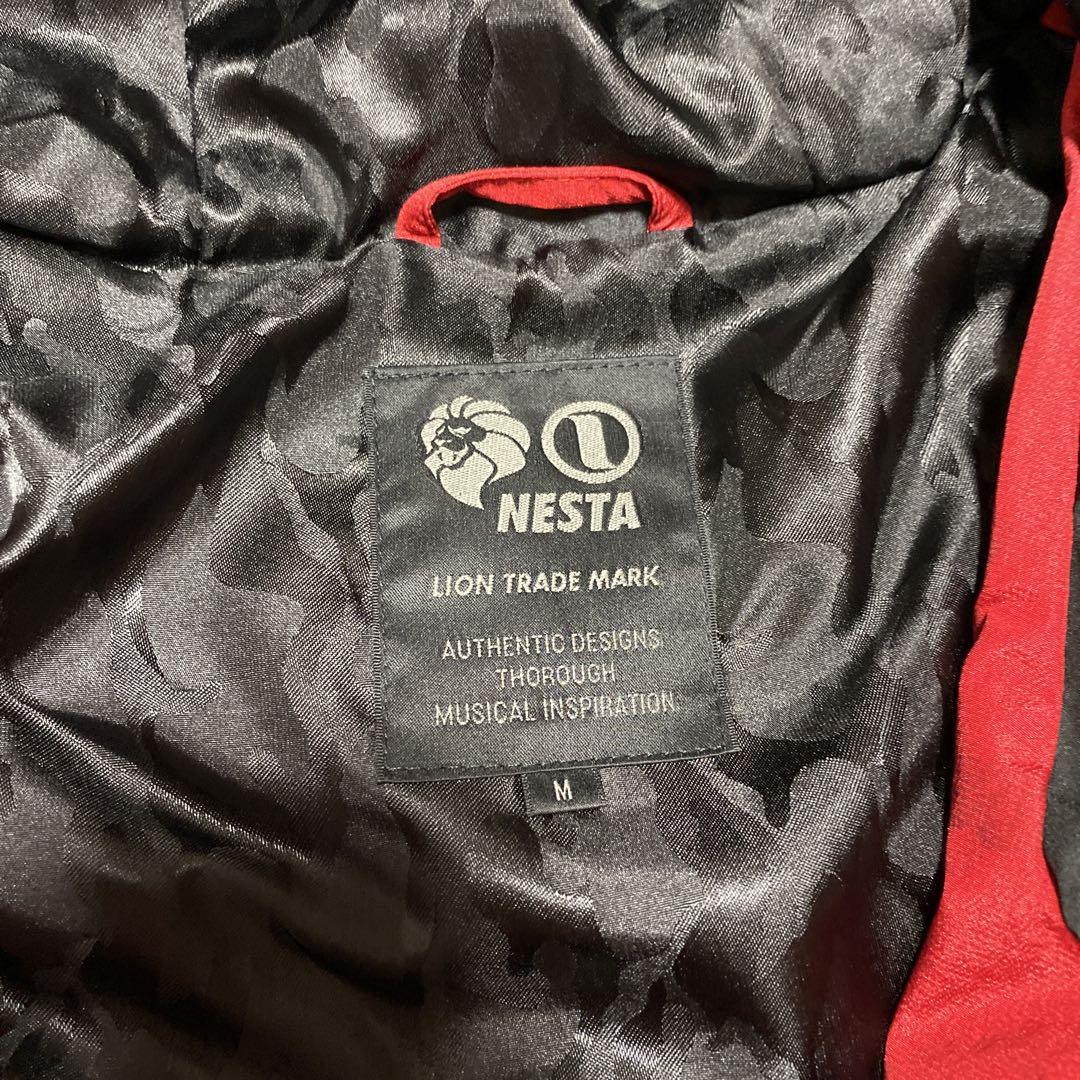 NESTA
LION TRADE MARK
AUTHENTIC DESIGNS
THOROUGH
MUSICAL INSPIRATION
M